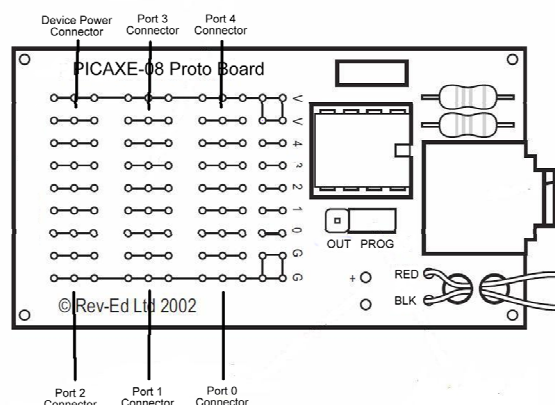 Device Power
Connector
Port 3
Connector
Port 4
Connector
PICAXE-08 Proto Board
V
V
4
3
2
1
0
G
G
OUT PROG
+
RED
BLK
© Rev-Ed Ltd 2002
Port 2
Connector
Port 1
Connector
Port 0
Connector